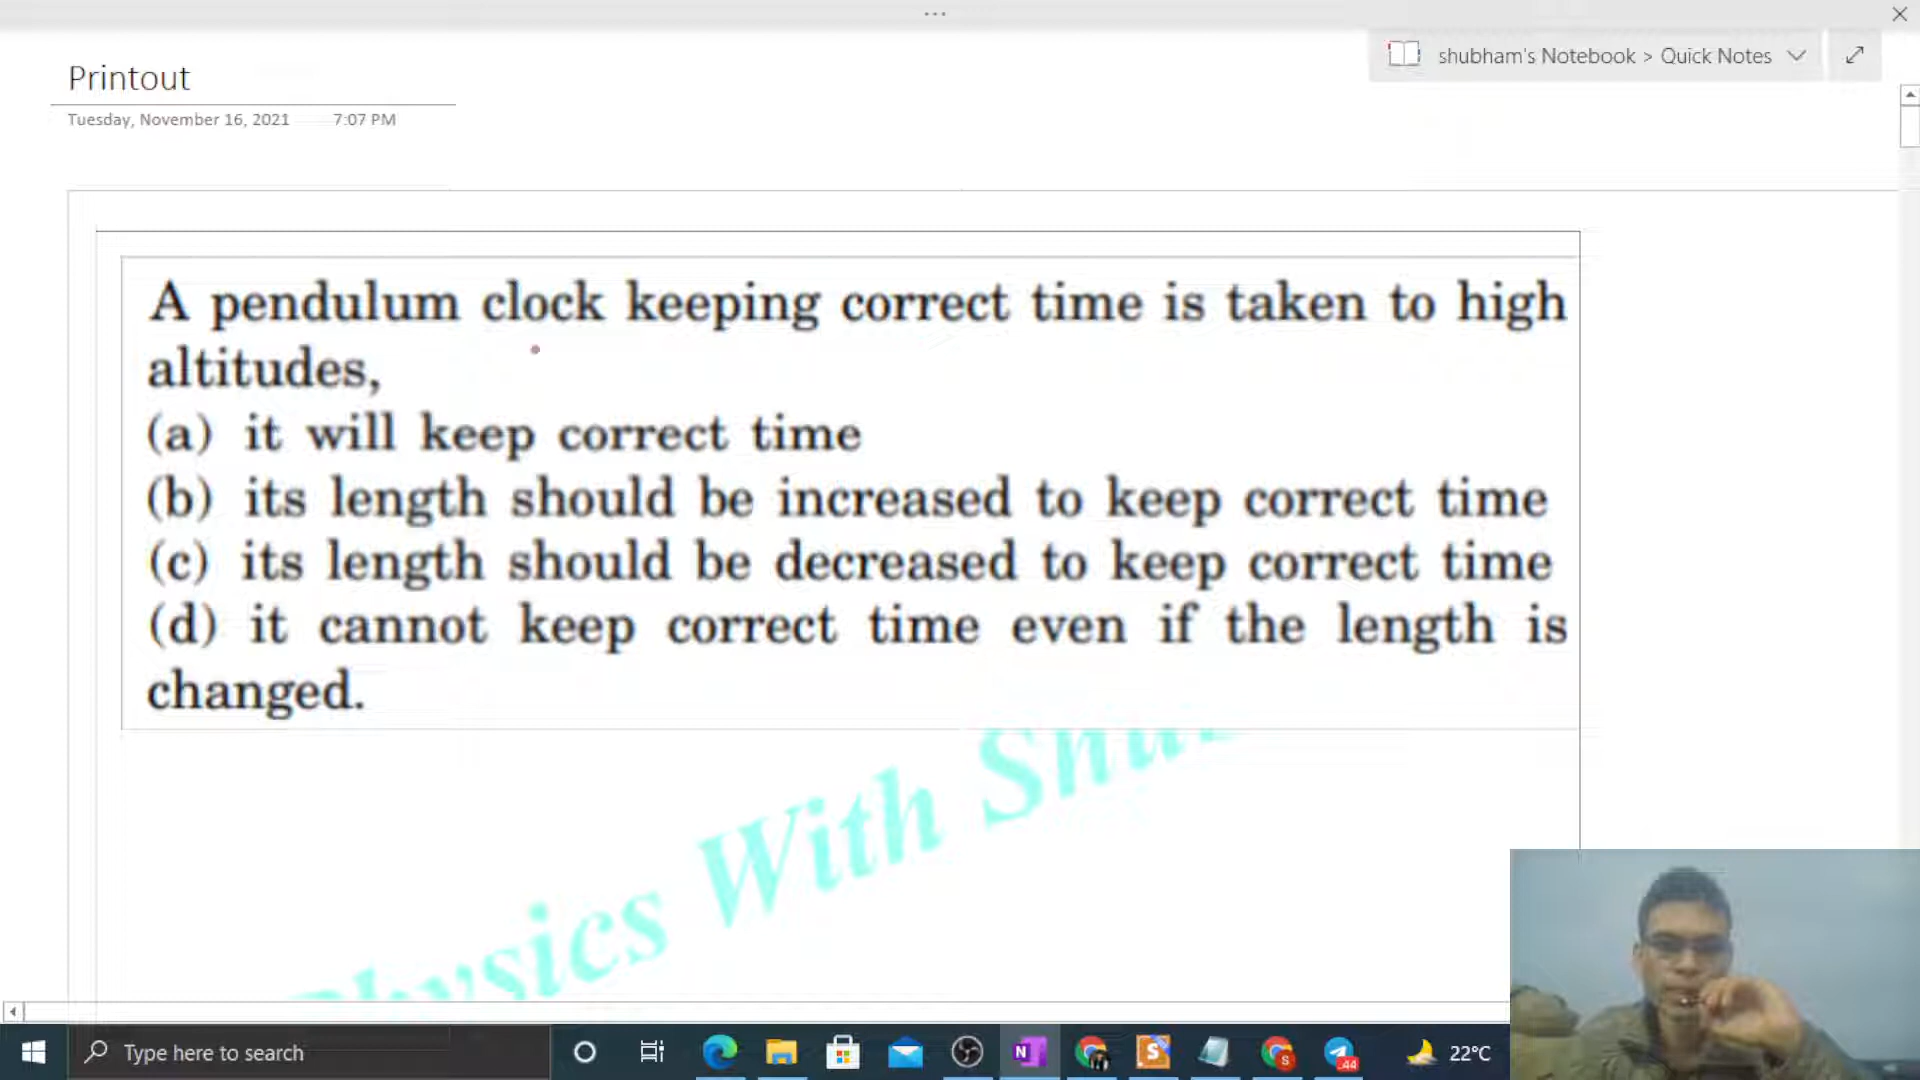 ...
shubham's Notebook > Quick Notes
Printout
Tuesday, November 16, 2021 7:07 PM
A pendulum clock keeping correct time is taken to high
altitudes,
(a) it will keep correct time
(b) its length should be increased to keep correct time
(c) its length should be decreased to keep correct time
(d) it cannot keep correct time even if the length is
changed.
Physics With
Type here to search
N
S
S
44
22°C